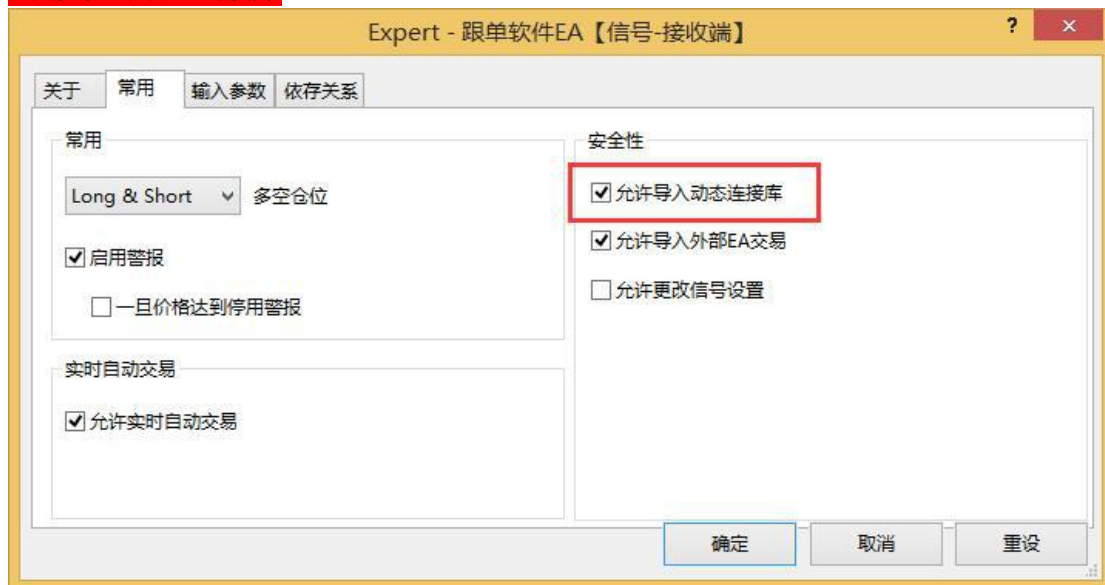 Expert - 跟单软件EA【信号-接收端】
? ×
关于 常用 输入参数 依存关系
常用
Long & Short 多空仓位
启用警报
一旦价格达到停用警报
实时自动交易
允许实时自动交易
安全性
允许导入动态连接库
允许导入外部EA交易
允许更改信号设置
确定 取消 重设